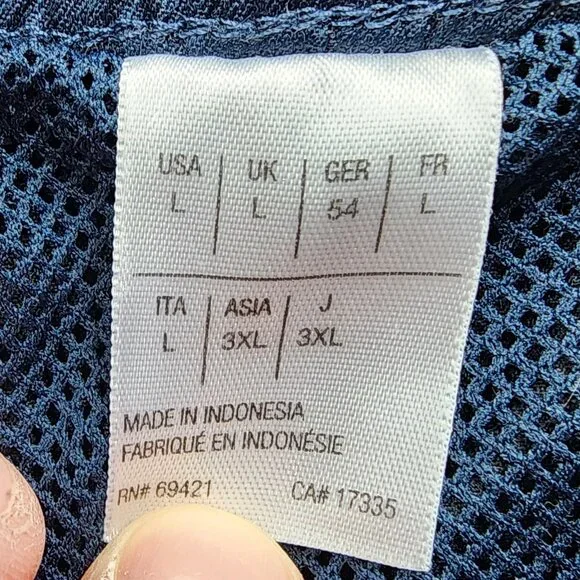 USA UK GER FR
L L 54 L
ITA ASIA J
L 3XL 3XL
MADE IN INDONESIA
FABRIQUÉ EN INDONÉSIE
RN# 69421 CA# 17335